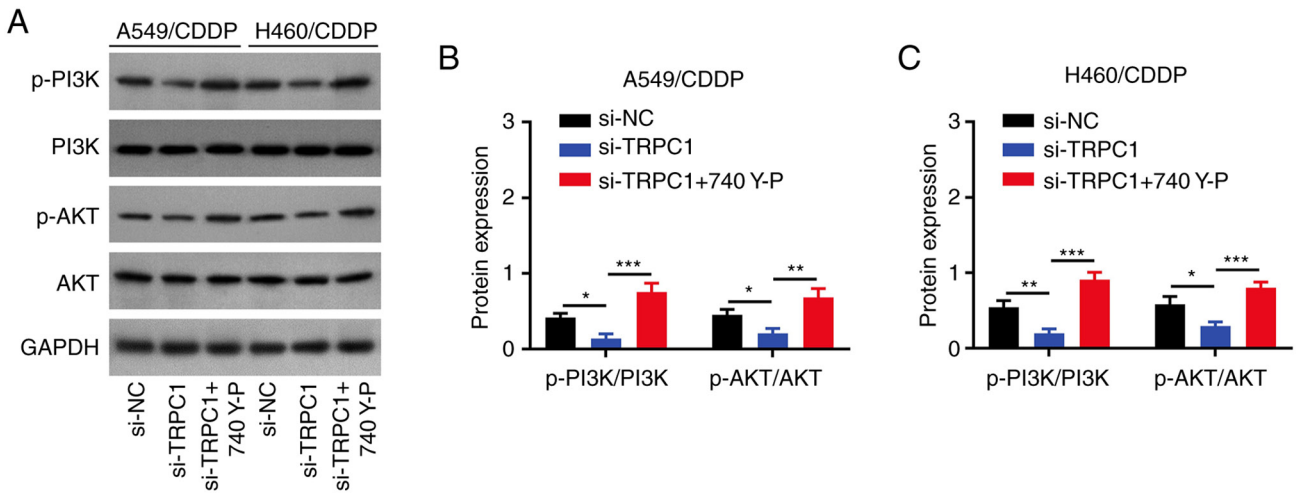 A
A549/CDDP H460/CDDP
p-PI3K
PI3K
p-AKT
AKT
GAPDH
si-NC
si-TRPC1
si-TRPC1+
740 Y-P
si-NC
si-TRPC1
si-TRPC1+
740 Y-P
B
A549/CDDP
Protein expression
3
2
1
0
si-NC
si-TRPC1
si-TRPC1+740 Y-P
* *** * **
p-PI3K/PI3K p-AKT/AKT
C
H460/CDDP
Protein expression
3
2
1
0
si-NC
si-TRPC1
si-TRPC1+740 Y-P
** *** * ***
p-PI3K/PI3K p-AKT/AKT